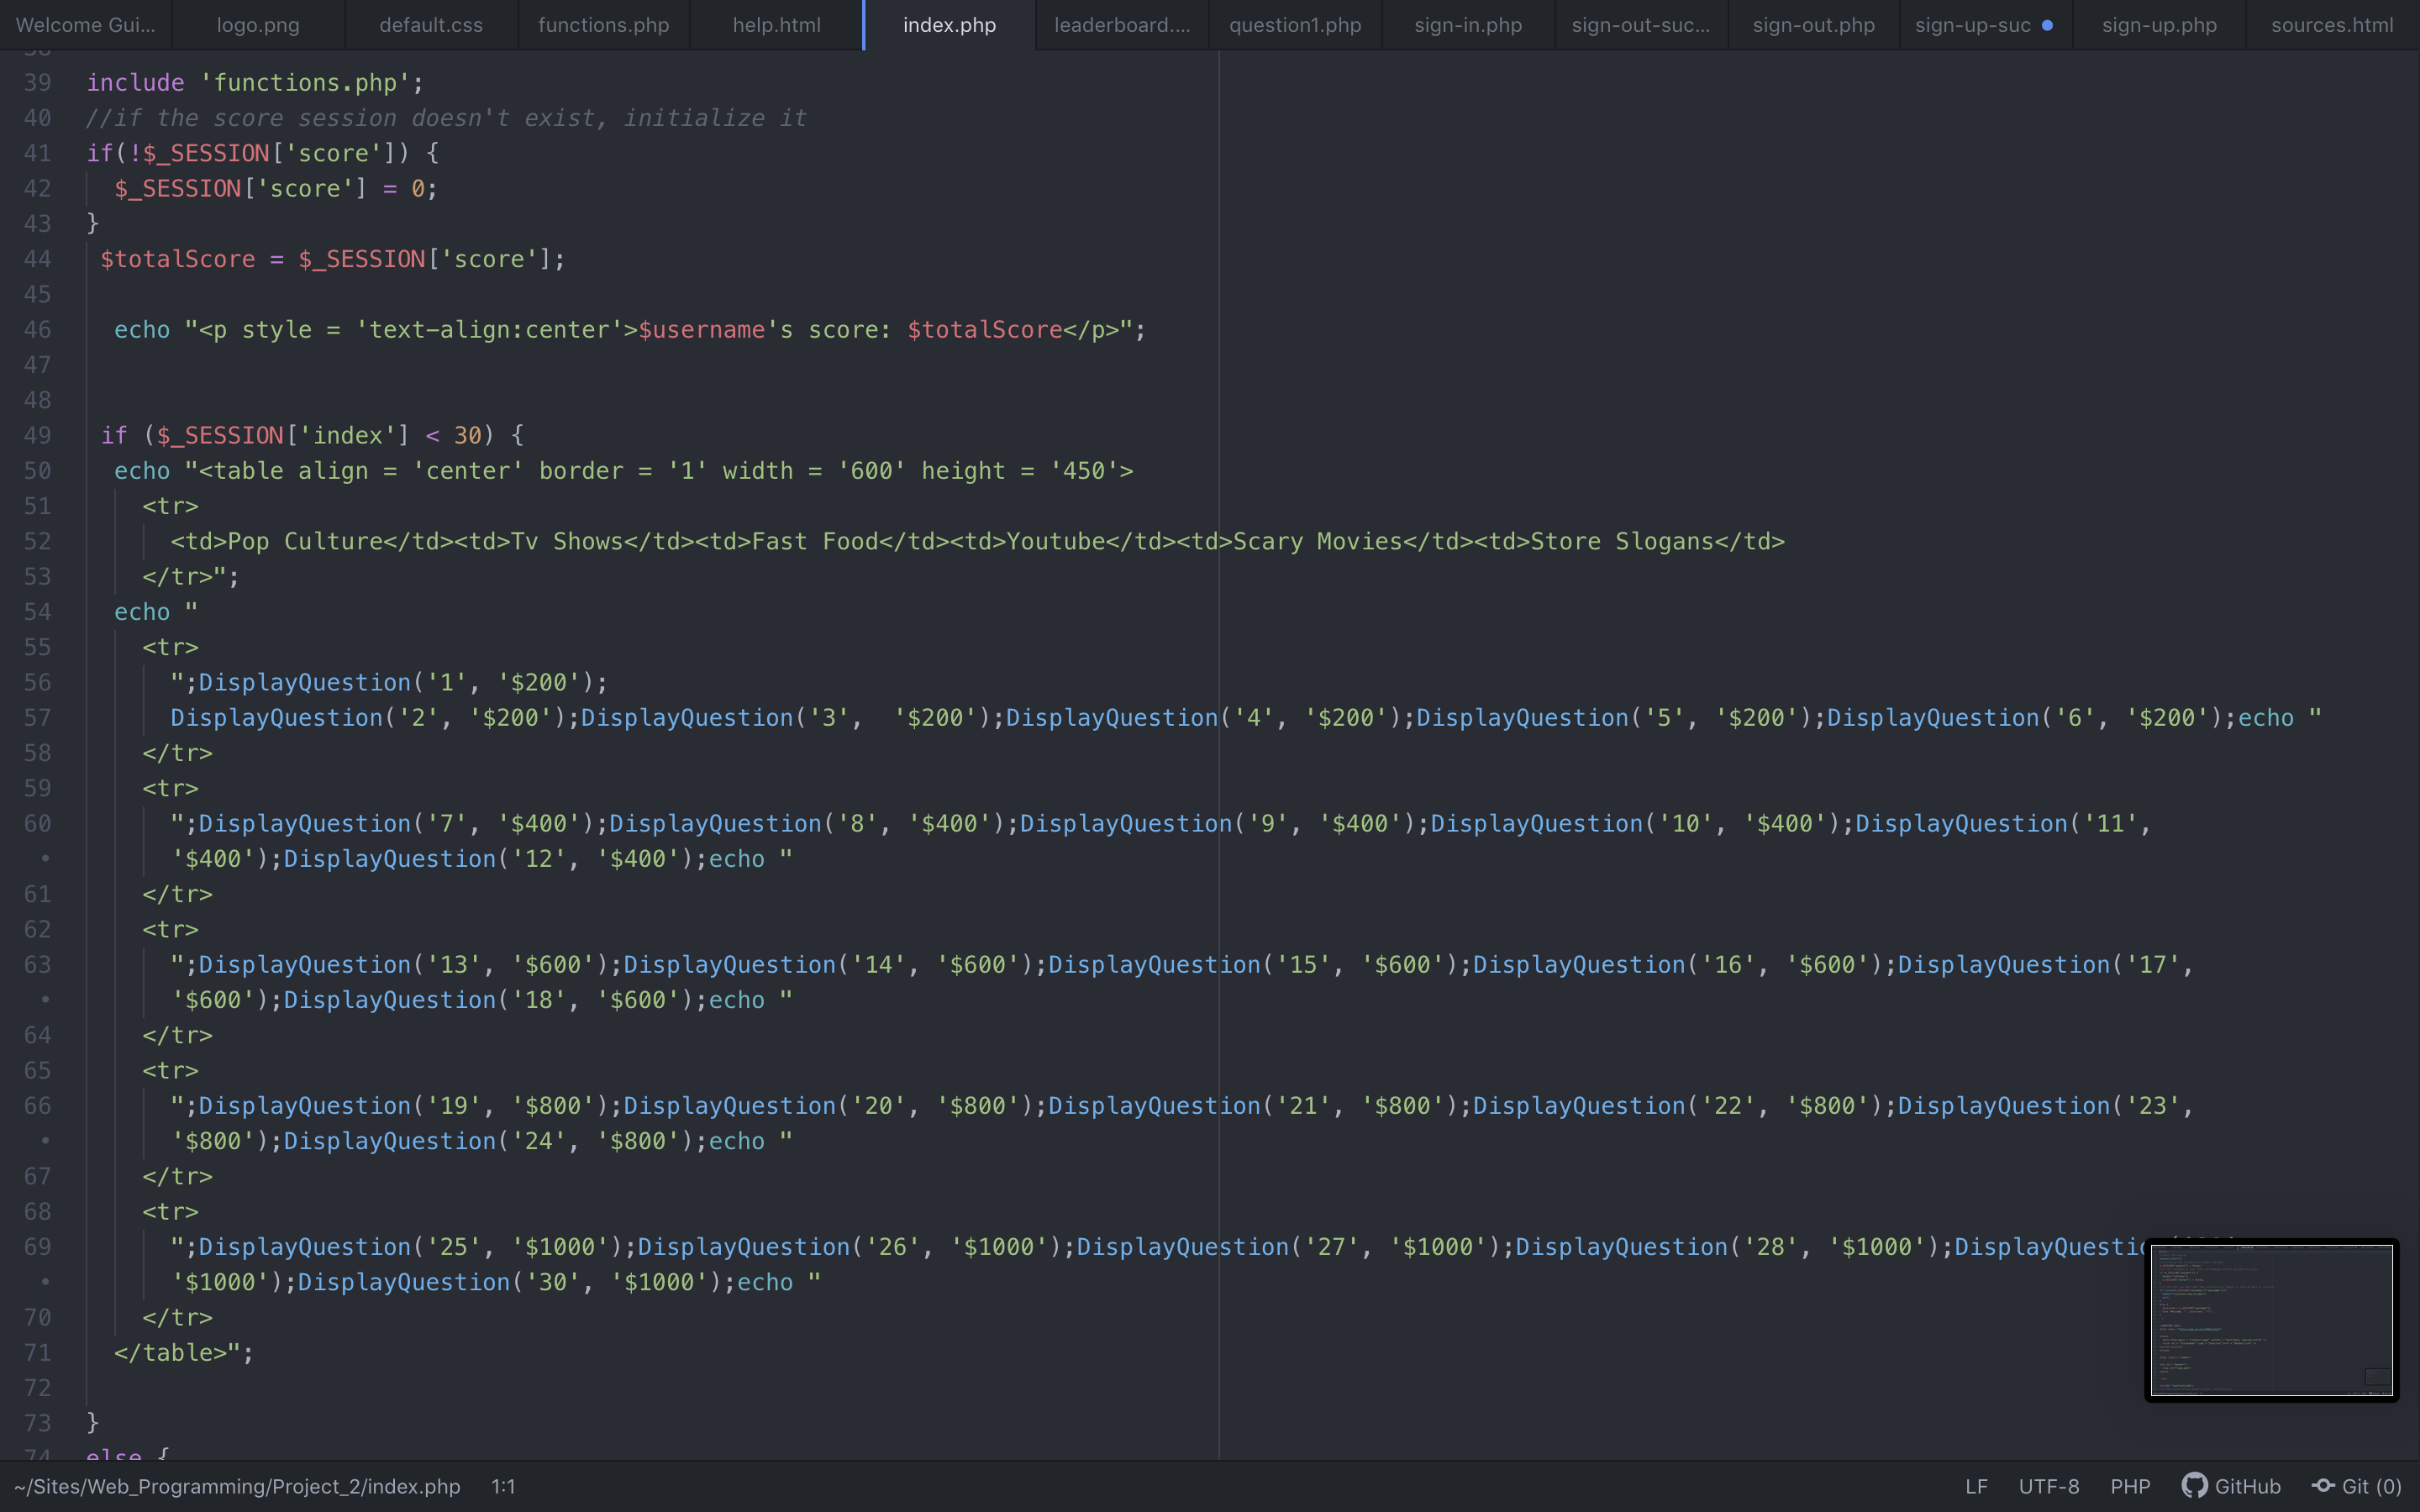 Welcome Gui... logo.png default.css functions.php help.html index.php leaderboard.... question1.php sign-in.php sign-out-suc... sign-out.php sign-up-suc sign-up.php sources.html
39 include 'functions.php';
40 //if the score session doesn't exist, initialize it
41 if(!$_SESSION['score']) {
42 $_SESSION['score'] = 0;
43 }
44 $totalScore = $_SESSION['score'];
45
46 echo "<p style = 'text-align:center'>$username's score: $totalScore</p>";
47
48
49 if ($_SESSION['index'] < 30) {
50 echo "<table align = 'center' border = '1' width = '600' height = '450'>
51 <tr>
52 <td>Pop Culture</td><td>Tv Shows</td><td>Fast Food</td><td>Youtube</td><td>Scary Movies</td><td>Store Slogans</td>
53 </tr>";
54 echo "
55 <tr>
56 ";DisplayQuestion('1', '$200');
57 DisplayQuestion('2', '$200');DisplayQuestion('3',  '$200');DisplayQuestion('4', '$200');DisplayQuestion('5', '$200');DisplayQuestion('6', '$200');echo "
58 </tr>
59 <tr>
60 ";DisplayQuestion('7', '$400');DisplayQuestion('8', '$400');DisplayQuestion('9', '$400');DisplayQuestion('10', '$400');DisplayQuestion('11',
• '$400');DisplayQuestion('12', '$400');echo "
61 </tr>
62 <tr>
63 ";DisplayQuestion('13', '$600');DisplayQuestion('14', '$600');DisplayQuestion('15', '$600');DisplayQuestion('16', '$600');DisplayQuestion('17',
• '$600');DisplayQuestion('18', '$600');echo "
64 </tr>
65 <tr>
66 ";DisplayQuestion('19', '$800');DisplayQuestion('20', '$800');DisplayQuestion('21', '$800');DisplayQuestion('22', '$800');DisplayQuestion('23',
• '$800');DisplayQuestion('24', '$800');echo "
67 </tr>
68 <tr>
69 ";DisplayQuestion('25', '$1000');DisplayQuestion('26', '$1000');DisplayQuestion('27', '$1000');DisplayQuestion('28', '$1000');
• '$1000');DisplayQuestion('30', '$1000');echo "
70 </tr>
71 </table>";
72
73 }
74 else {
~/Sites/Web_Programming/Project_2/index.php 1:1 LF UTF-8 PHP GitHub Git (0)